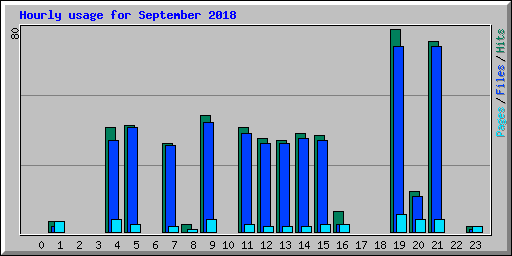 Hourly usage for September 2018
80
Pages/Files/Hits
0 1 2 3 4 5 6 7 8 9 10 11 12 13 14 15 16 17 18 19 20 21 22 23